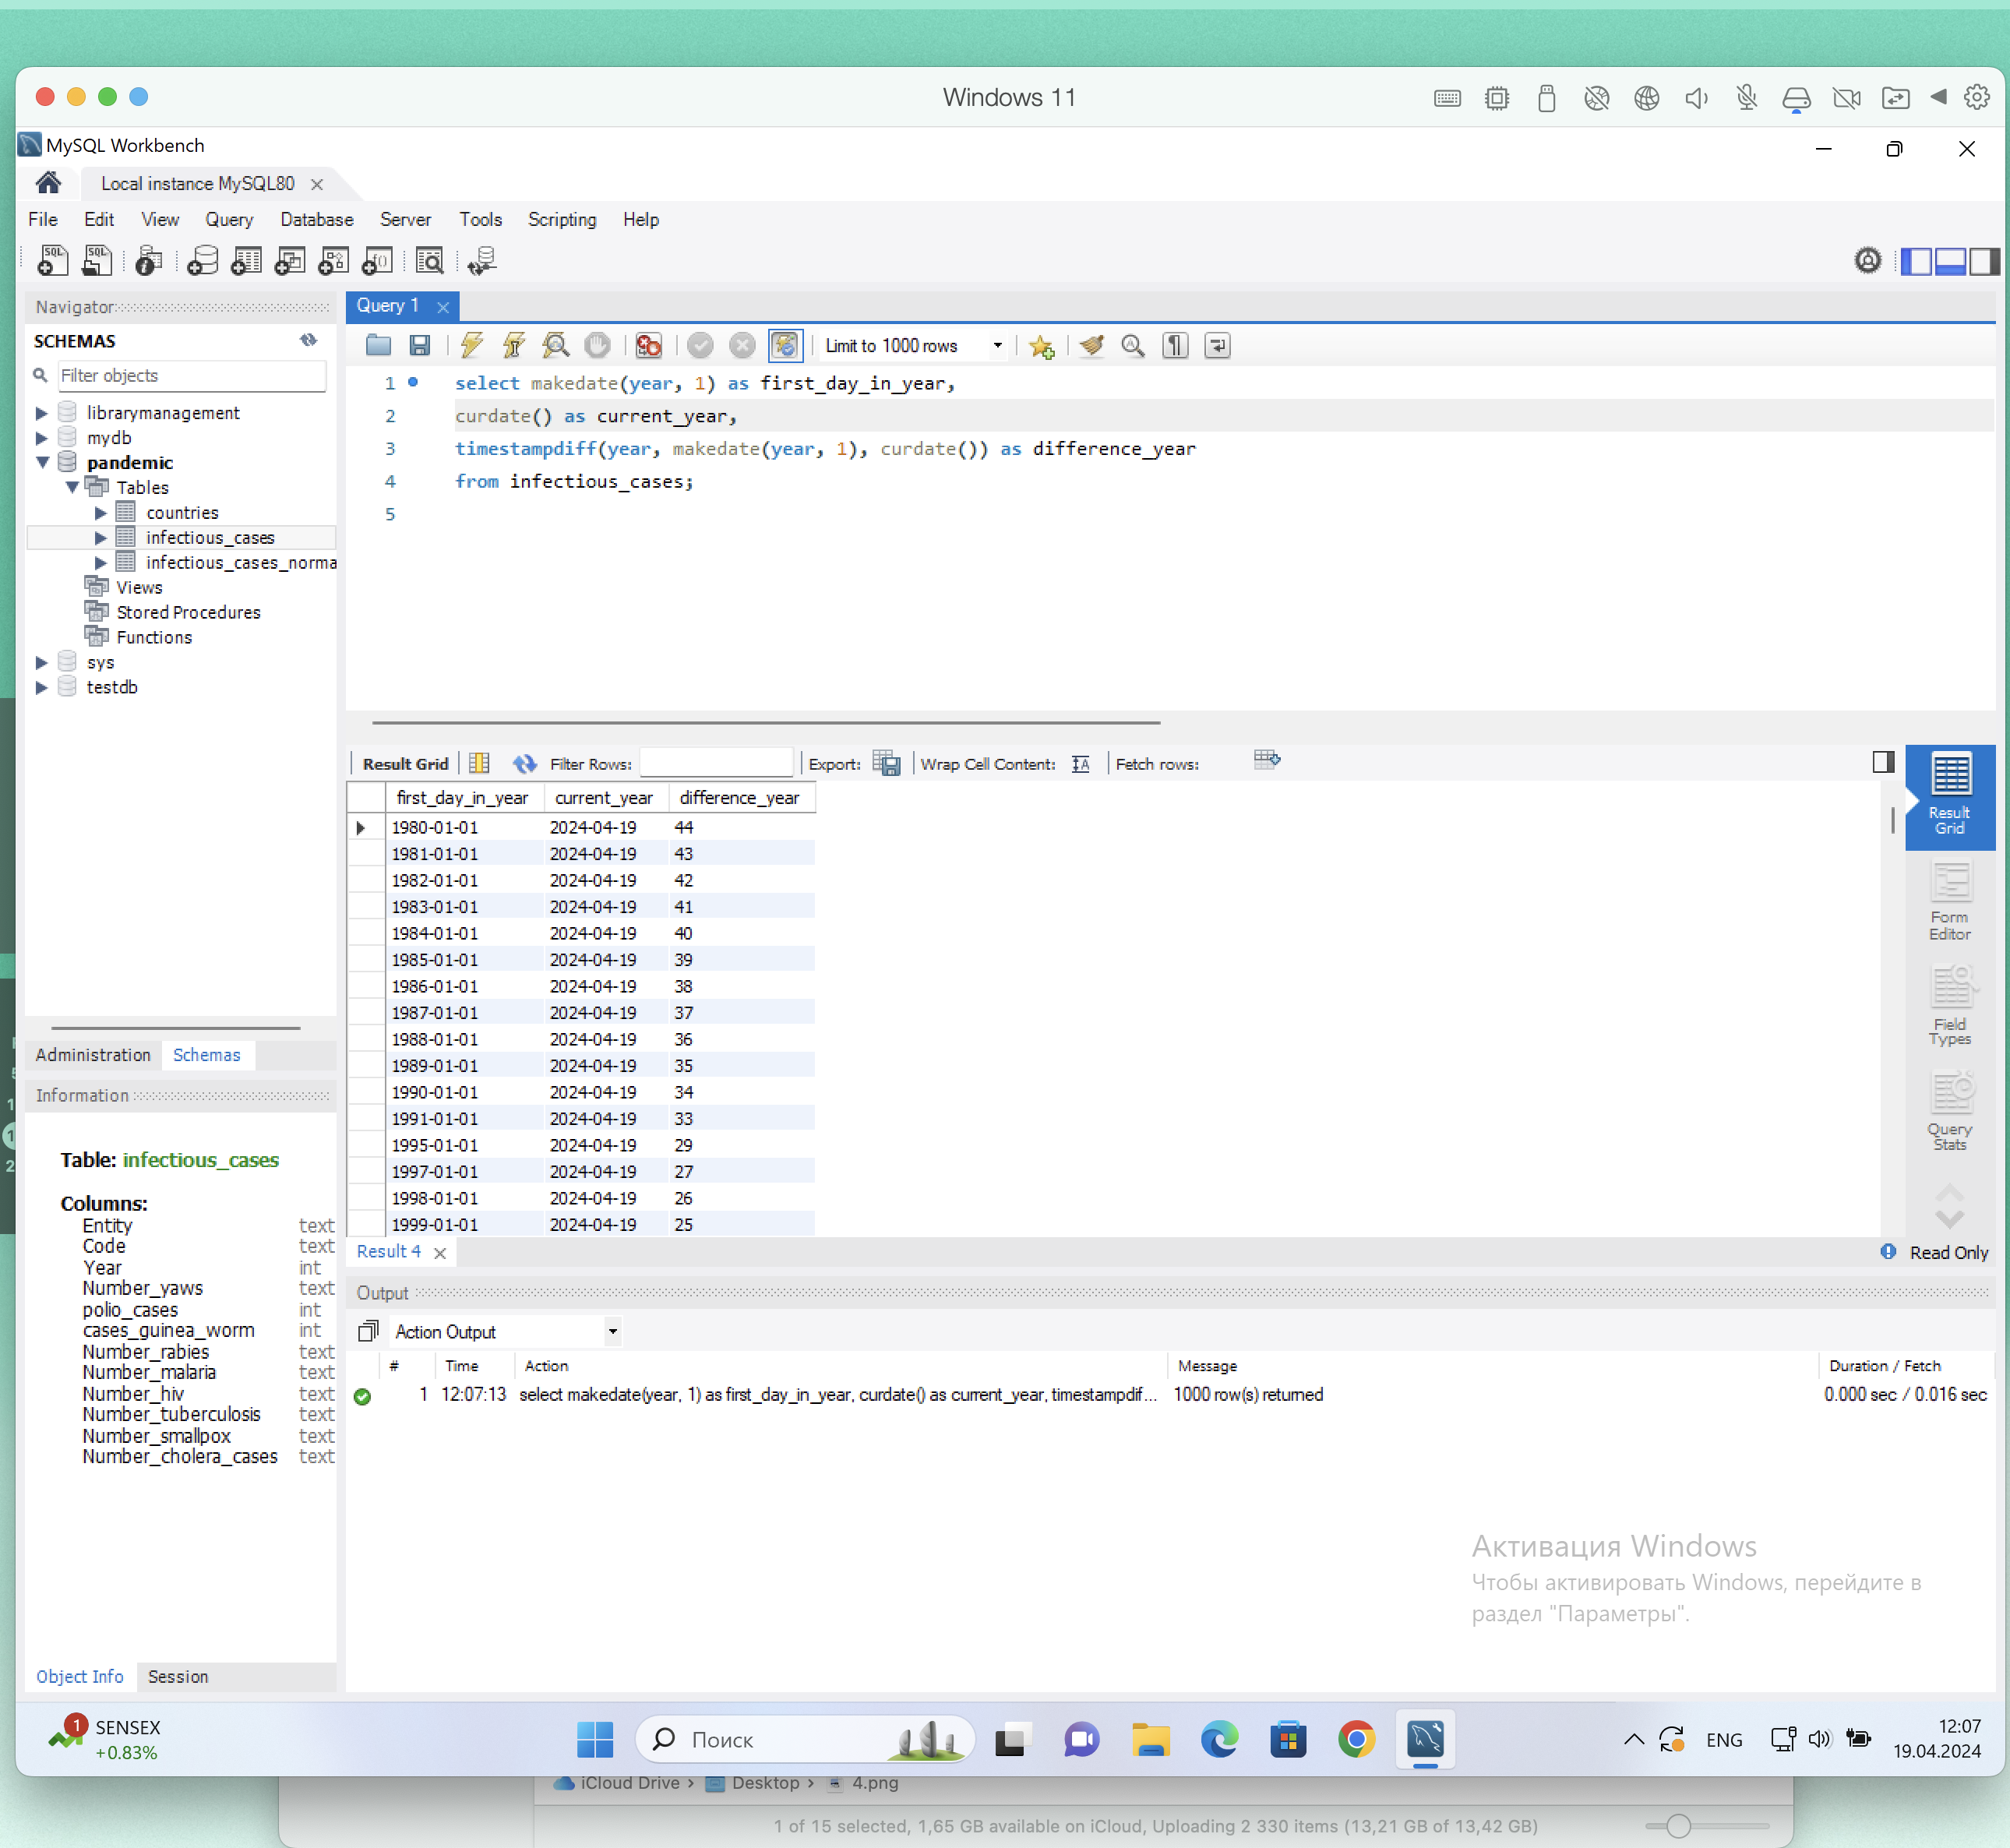 Windows 11
MySQL Workbench
Local instance MySQL80
File Edit View Query Database Server Tools Scripting Help
Navigator
SCHEMAS
Filter objects
librarymanagement
mydb
pandemic
Tables
countries
infectious_cases
infectious_cases_norma
Views
Stored Procedures
Functions
sys
testdb
Administration Schemas
Information
Table: infectious_cases
Columns:
Entity text
Code text
Year int
Number_yaws text
polio_cases int
cases_guinea_worm int
Number_rabies text
Number_malaria text
Number_hiv text
Number_tuberculosis text
Number_smallpox text
Number_cholera_cases text
Object Info Session
Query 1
Limit to 1000 rows
1 select makedate(year, 1) as first_day_in_year,
2 curdate() as current_year,
3 timestampdiff(year, makedate(year, 1), curdate()) as difference_year
4 from infectious_cases;
5
Result Grid Filter Rows: Export: Wrap Cell Content: Fetch rows:
first_day_in_year current_year difference_year
1980-01-01 2024-04-19 44
1981-01-01 2024-04-19 43
1982-01-01 2024-04-19 42
1983-01-01 2024-04-19 41
1984-01-01 2024-04-19 40
1985-01-01 2024-04-19 39
1986-01-01 2024-04-19 38
1987-01-01 2024-04-19 37
1988-01-01 2024-04-19 36
1989-01-01 2024-04-19 35
1990-01-01 2024-04-19 34
1991-01-01 2024-04-19 33
1995-01-01 2024-04-19 29
1997-01-01 2024-04-19 27
1998-01-01 2024-04-19 26
1999-01-01 2024-04-19 25
Result
Grid
Form
Editor
Field
Types
Query
Stats
Result 4
Read Only
Output
Action Output
# Time Action Message Duration / Fetch
1 12:07:13 select makedate(year, 1) as first_day_in_year, curdate() as current_year, timestampdif... 1000 row(s) returned 0.000 sec / 0.016 sec
Активация Windows
Чтобы активировать Windows, перейдите в
раздел "Параметры".
1 SENSEX
+0.83%
Поиск
ENG
12:07
19.04.2024
iCloud Drive › Desktop › 4.png
1 of 15 selected, 1,65 GB available on iCloud, Uploading 2 330 items (13,21 GB of 13,42 GB)